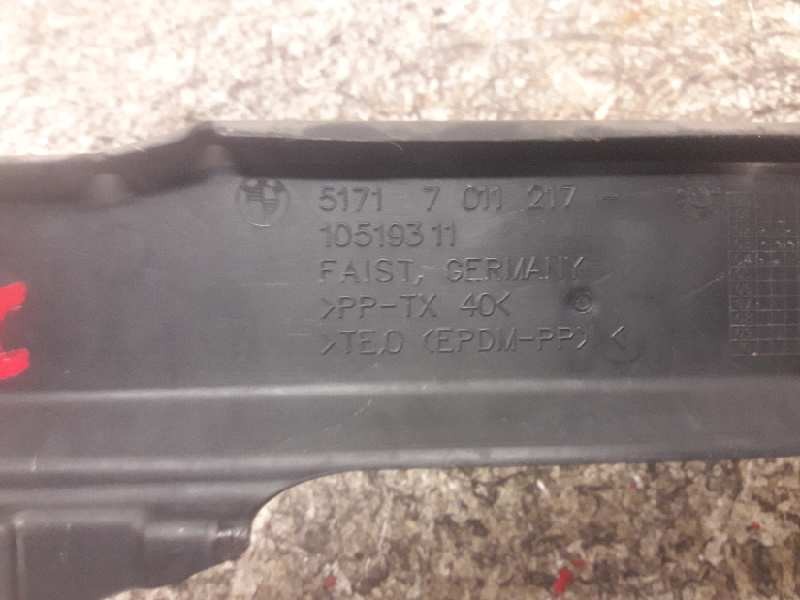 5171 7 011 217 -
10519311
FAIST, GERMANY
>PP-TX 40<
>TE,O (EPDM-PP)<